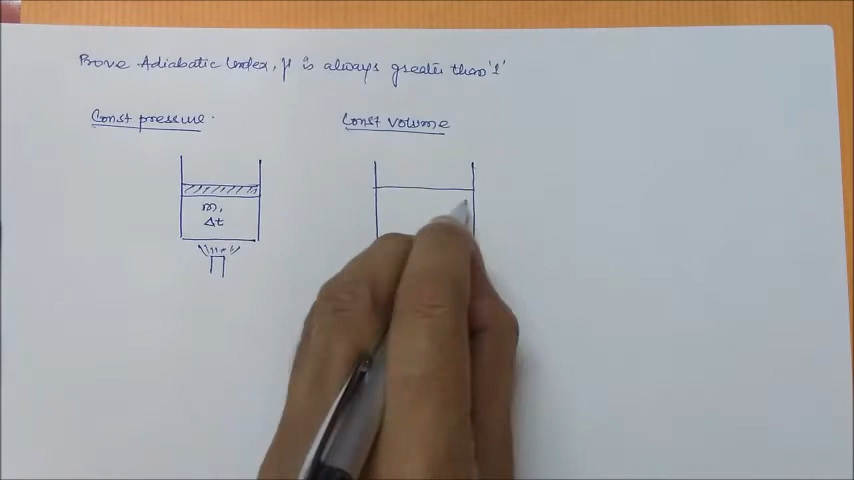 Prove Adiabatic Index, γ is always greater than '1'
Const pressure.
Const volume
m,
Δt